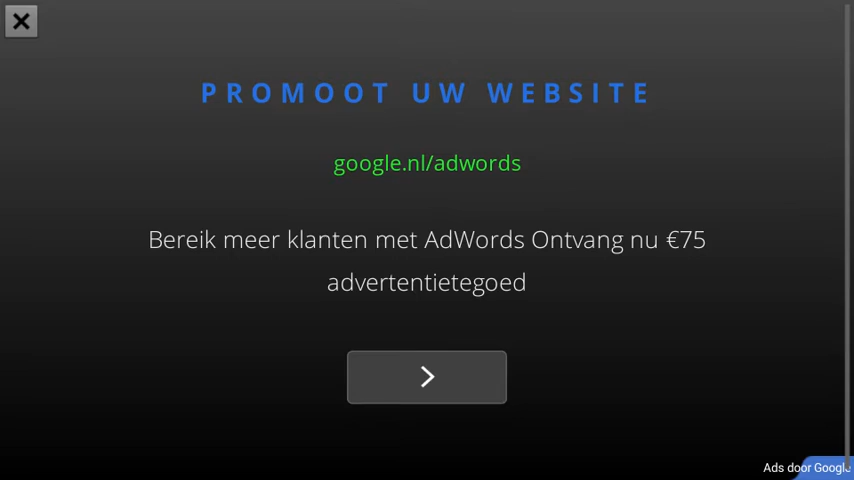 PROMOOT UW WEBSITE
google.nl/adwords
Bereik meer klanten met AdWords Ontvang nu €75
advertentietegoed
Ads door Google